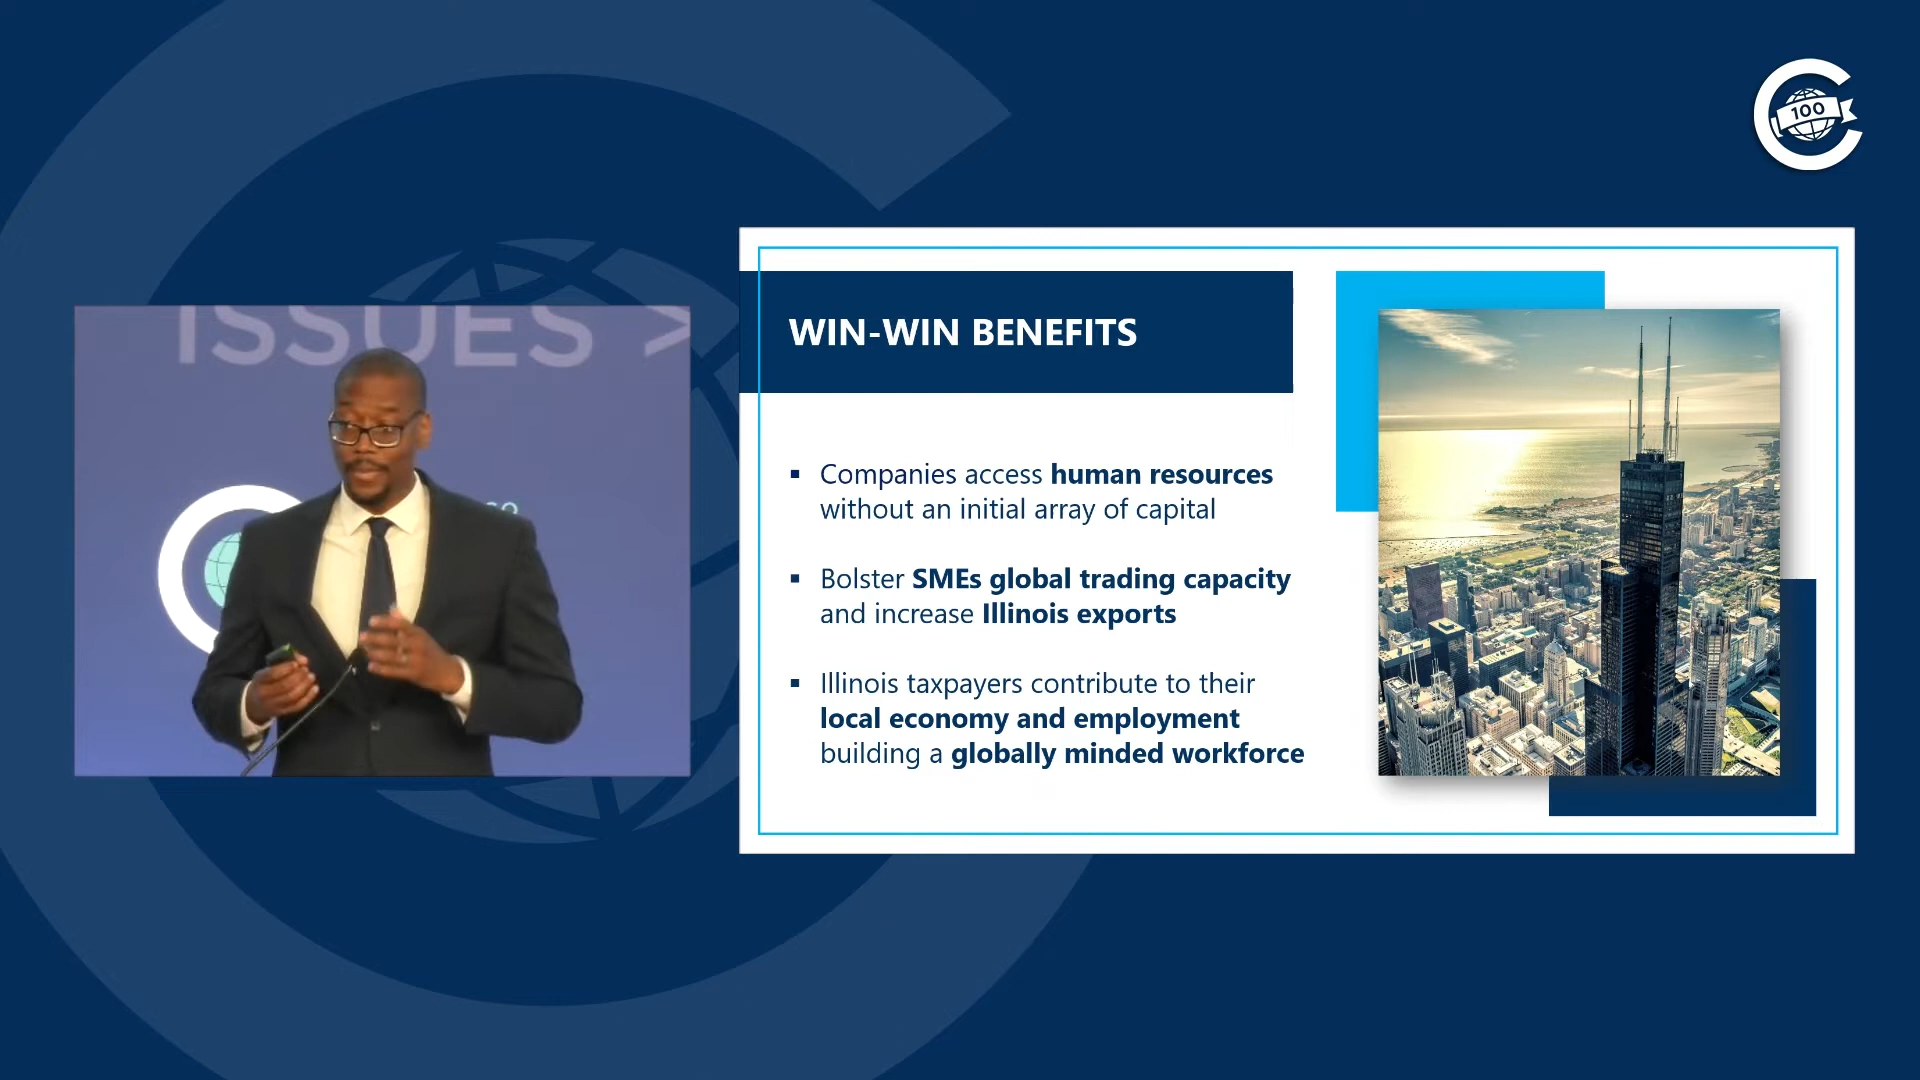 100
ISSUES >
WIN-WIN BENEFITS
▪ Companies access human resources
without an initial array of capital
▪ Bolster SMEs global trading capacity
and increase Illinois exports
▪ Illinois taxpayers contribute to their
local economy and employment
building a globally minded workforce